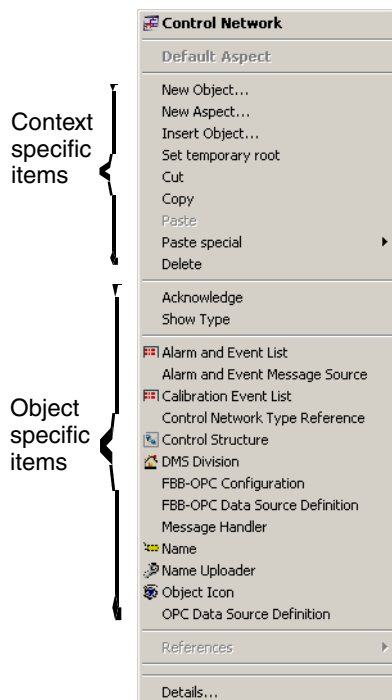 Control Network
Default Aspect
Context
specific
items
New Object...
New Aspect...
Insert Object...
Set temporary root
Cut
Copy
Paste
Paste special
Delete
Object
specific
items
Acknowledge
Show Type
Alarm and Event List
Alarm and Event Message Source
Calibration Event List
Control Network Type Reference
Control Structure
DMS Division
FBB-OPC Configuration
FBB-OPC Data Source Definition
Message Handler
Name
Name Uploader
Object Icon
OPC Data Source Definition
References
Details...